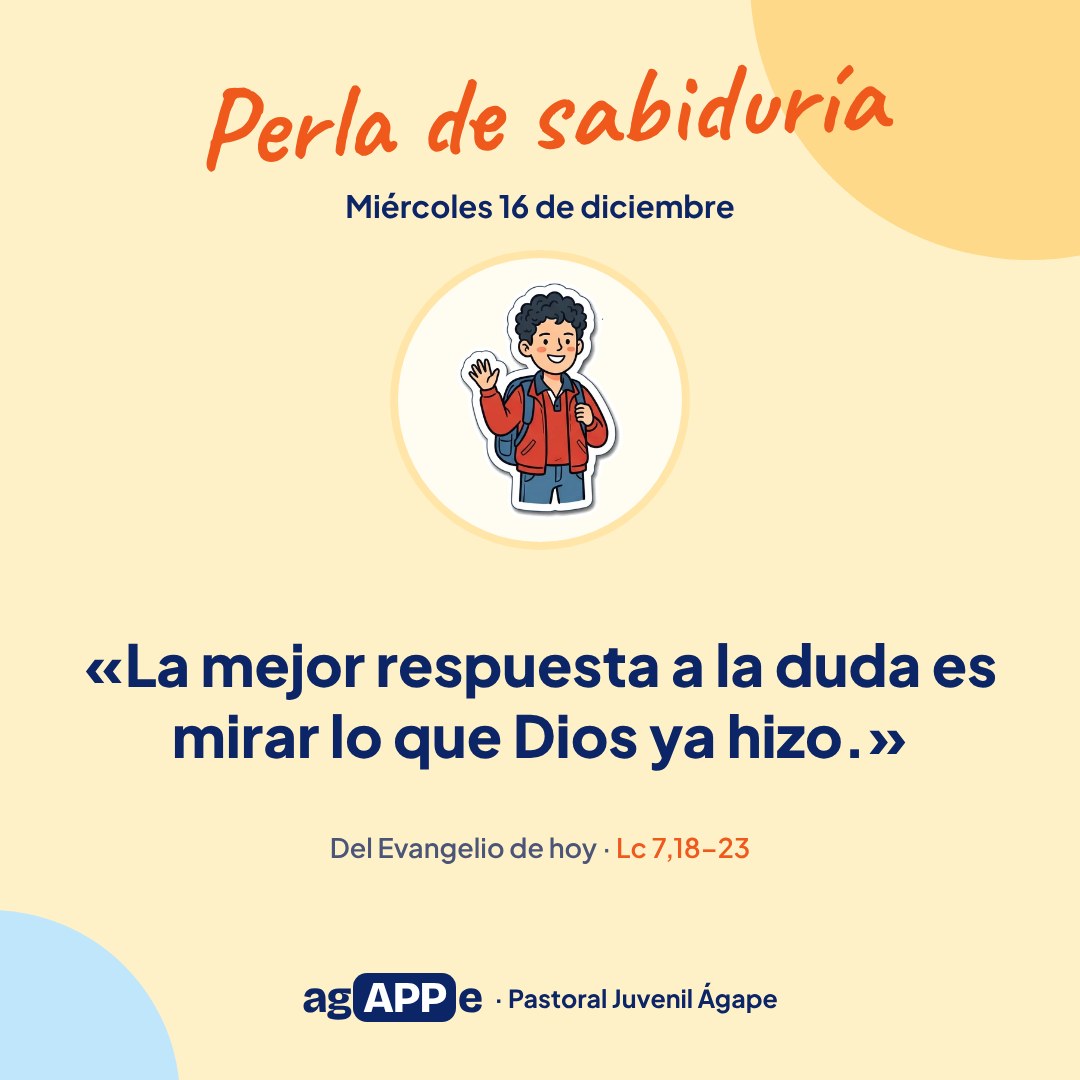 Perla de sabiduría
Miércoles 16 de diciembre
«La mejor respuesta a la duda es
mirar lo que Dios ya hizo.»
Del Evangelio de hoy · Lc 7,18–23
agAPPe · Pastoral Juvenil Ágape